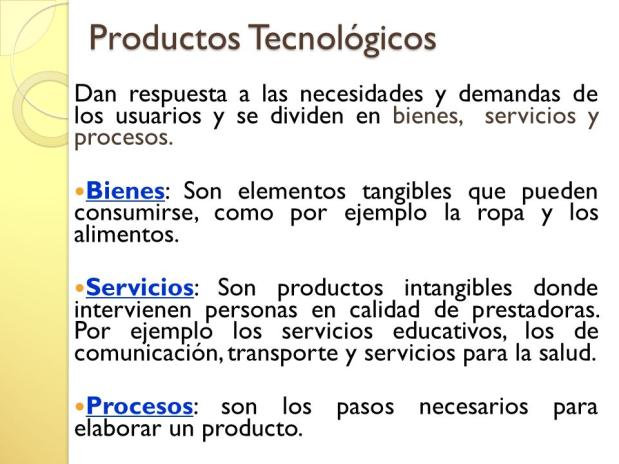 Productos Tecnológicos
Dan respuesta a las necesidades y demandas de
los usuarios y se dividen en bienes, servicios y
procesos.
•Bienes: Son elementos tangibles que pueden
consumirse, como por ejemplo la ropa y los
alimentos.
•Servicios: Son productos intangibles donde
intervienen personas en calidad de prestadoras.
Por ejemplo los servicios educativos, los de
comunicación, transporte y servicios para la salud.
•Procesos: son los pasos necesarios para
elaborar un producto.